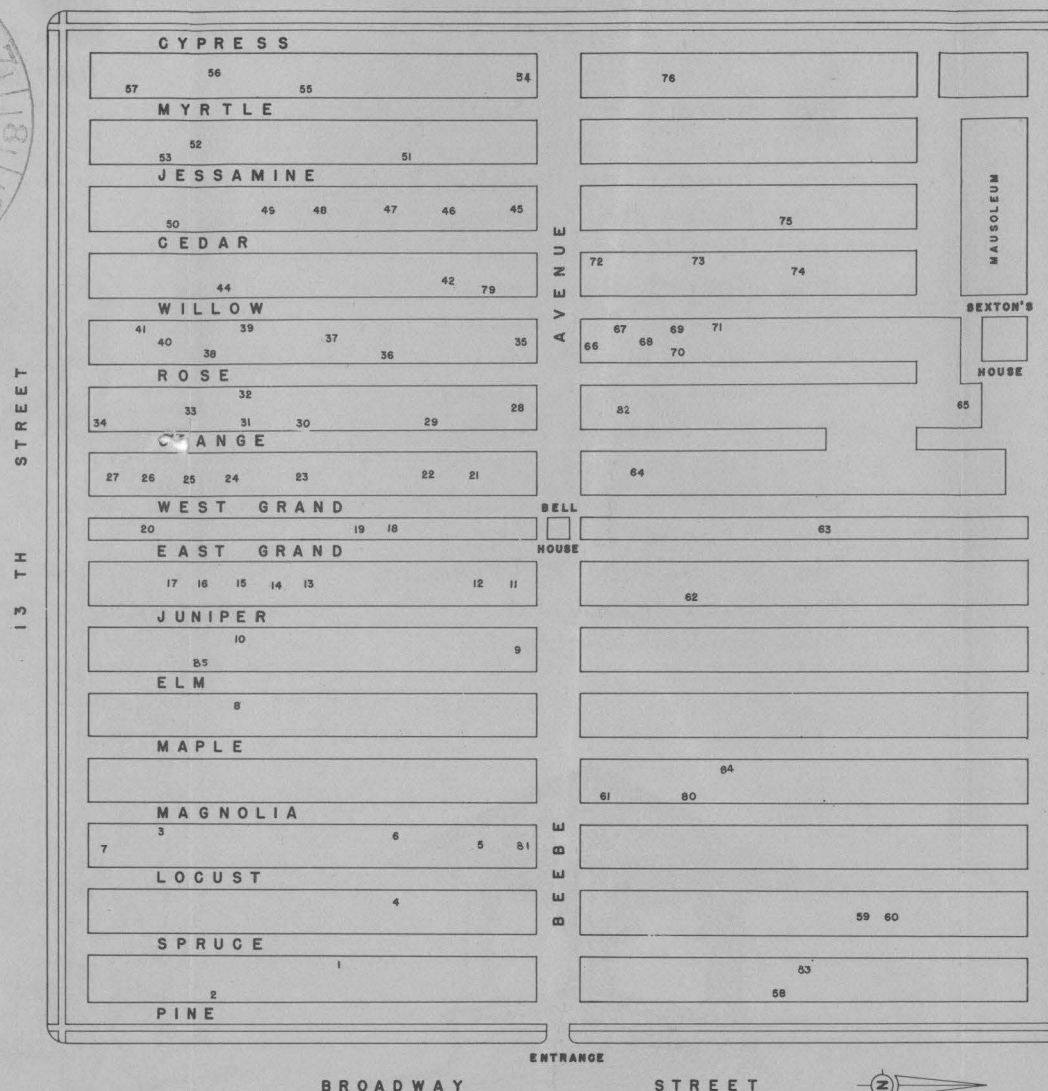 CYPRESS
56 54 76
57 55
MYRTLE
52
53 51
JESSAMINE
49 48 47 46 45
50 75
CEDAR
72 73
42 74
44 79
WILLOW
41 39 67 69 71
40 37 35 66 68
38 36 70
ROSE
32
33 28 82 65
34 31 30 29
ANGE
27 26 25 24 23 22 21 64
WEST GRAND
20 19 18 63
EAST GRAND
17 16 15 14 13 12 11
62
JUNIPER
10
9
85
ELM
8
MAPLE
84
61 80
MAGNOLIA
3 6
7 5 81
LOCUST
4
59 60
SPRUCE
1 83
2 58
PINE
AVENUE
BEEBE
MAUSOLEUM
SEXTON'S
HOUSE
BELL
HOUSE
13TH STREET
ENTRANCE
BROADWAY STREET
N